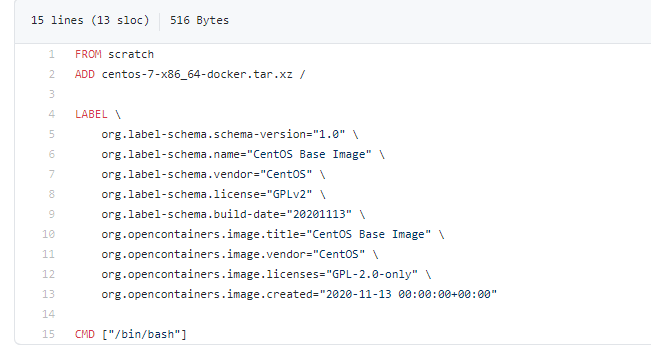 15 lines (13 sloc) 516 Bytes
1 FROM scratch
2 ADD centos-7-x86_64-docker.tar.xz /
3
4 LABEL \
5 org.label-schema.schema-version="1.0" \
6 org.label-schema.name="CentOS Base Image" \
7 org.label-schema.vendor="CentOS" \
8 org.label-schema.license="GPLv2" \
9 org.label-schema.build-date="20201113" \
10 org.opencontainers.image.title="CentOS Base Image" \
11 org.opencontainers.image.vendor="CentOS" \
12 org.opencontainers.image.licenses="GPL-2.0-only" \
13 org.opencontainers.image.created="2020-11-13 00:00:00+00:00"
14
15 CMD ["/bin/bash"]